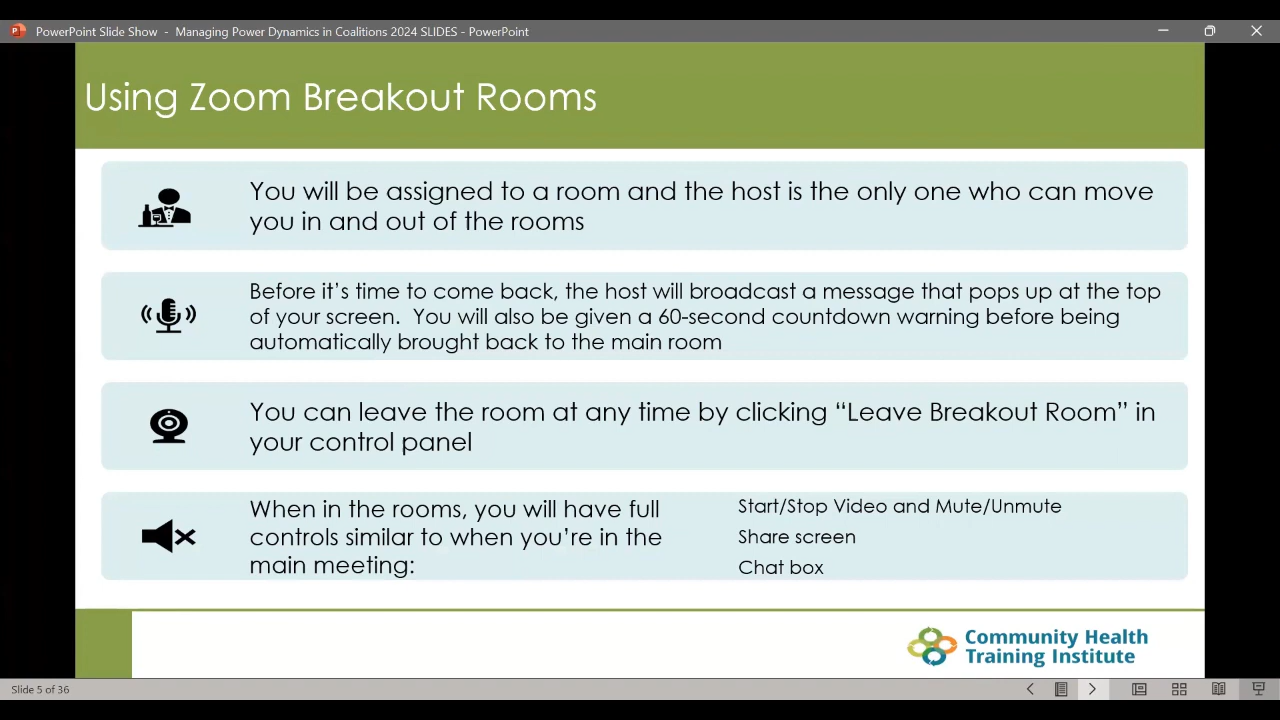 PowerPoint Slide Show - Managing Power Dynamics in Coalitions 2024 SLIDES - PowerPoint
Using Zoom Breakout Rooms
You will be assigned to a room and the host is the only one who can move
you in and out of the rooms
Before it’s time to come back, the host will broadcast a message that pops up at the top
of your screen. You will also be given a 60-second countdown warning before being
automatically brought back to the main room
You can leave the room at any time by clicking “Leave Breakout Room” in
your control panel
When in the rooms, you will have full
controls similar to when you’re in the
main meeting:
Start/Stop Video and Mute/Unmute
Share screen
Chat box
Community Health
Training Institute
Slide 5 of 36